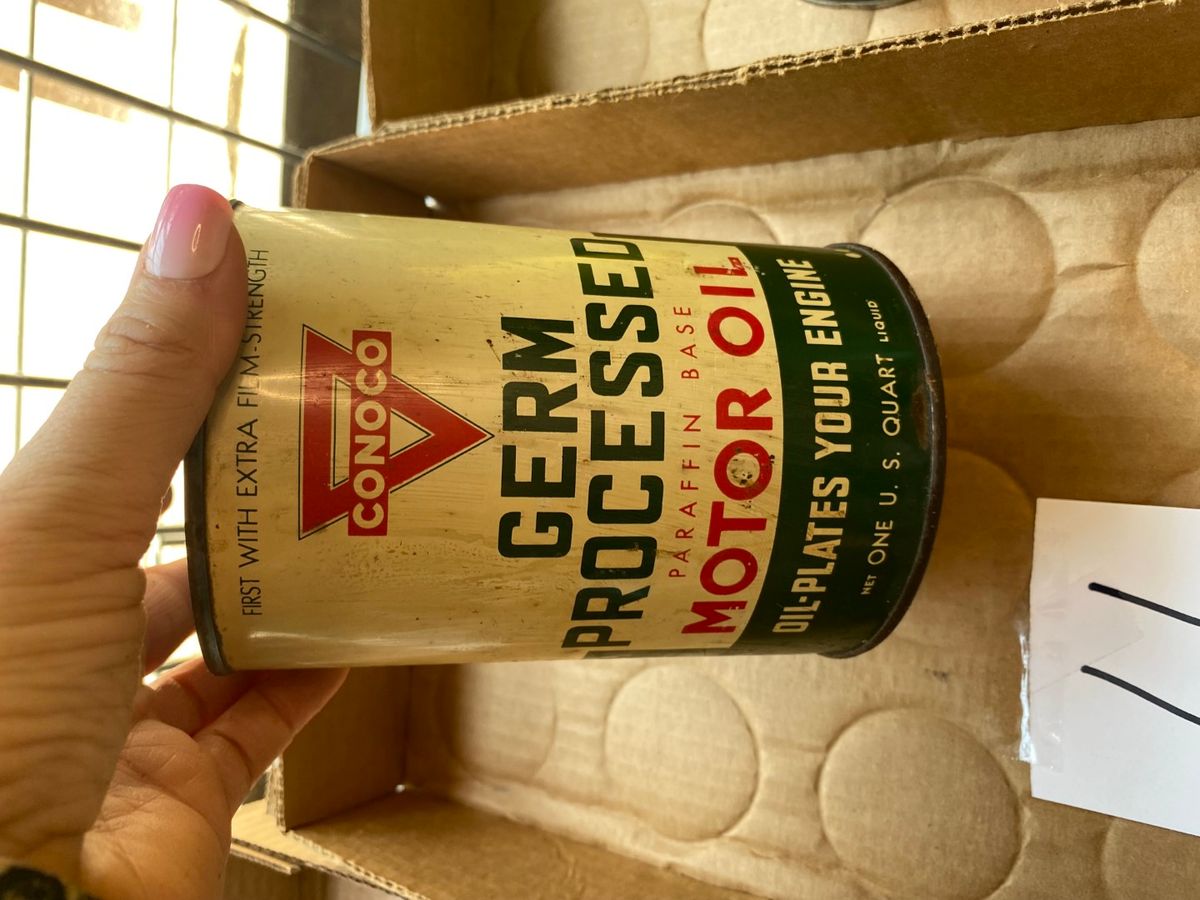 FIRST WITH EXTRA FILM-STRENGTH
CONOCO
GERM
PROCESSED
PARAFFIN BASE
MOTOR OIL
OIL-PLATES YOUR ENGINE
NET ONE U. S. QUART LIQUID